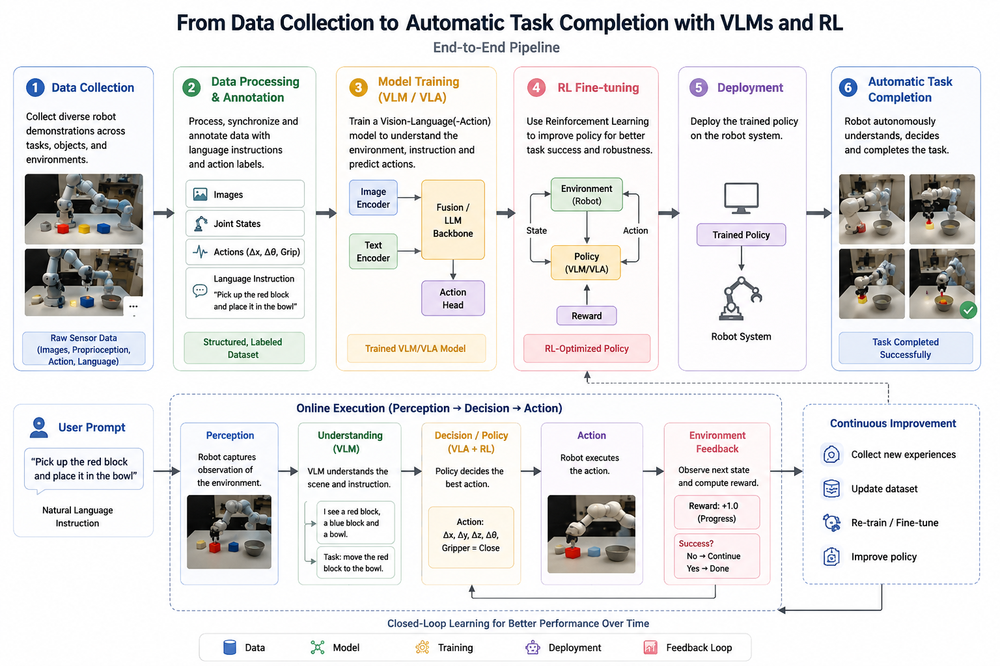 From Data Collection to Automatic Task Completion with VLMs and RL
End-to-End Pipeline
1 Data Collection
Collect diverse robot
demonstrations across
tasks, objects, and
environments.
...
Raw Sensor Data
(Images, Proprioception,
Action, Language)
2 Data Processing
& Annotation
Process, synchronize and
annotate data with
language instructions
and action labels.
Images
Joint States
Actions (Δx, Δθ, Grip)
Language Instruction
“Pick up the red block
and place it in the bowl”
Structured, Labeled
Dataset
3 Model Training
(VLM / VLA)
Train a Vision-Language(-Action)
model to understand the
environment, instruction and
predict actions.
Image
Encoder
Text
Encoder
Fusion /
LLM
Backbone
Action
Head
Trained VLM/VLA Model
4 RL Fine-tuning
Use Reinforcement Learning
to improve policy for better
task success and robustness.
Environment
(Robot)
State
Action
Policy
(VLM/VLA)
Reward
RL-Optimized Policy
5 Deployment
Deploy the trained policy
on the robot system.
Trained Policy
Robot System
6 Automatic Task
Completion
Robot autonomously
understands, decides
and completes the task.
Task Completed
Successfully
User Prompt
“Pick up the red block
and place it in the bowl”
Natural Language
Instruction
Online Execution (Perception → Decision → Action)
Perception
Robot captures
observation of
the environment.
Understanding
(VLM)
VLM understands the
scene and instruction.
I see a red block,
a blue block and
a bowl.
Task: move the red
block to the bowl.
Decision / Policy
(VLA + RL)
Policy decides the
best action.
Action:
Δx, Δy, Δz, Δθ,
Gripper = Close
Action
Robot executes
the action.
Environment
Feedback
Observe next state
and compute reward.
Reward: +1.0
(Progress)
Success?
No → Continue
Yes → Done
Continuous Improvement
Collect new experiences
Update dataset
Re-train / Fine-tune
Improve policy
Closed-Loop Learning for Better Performance Over Time
Data
Model
Training
Deployment
Feedback Loop